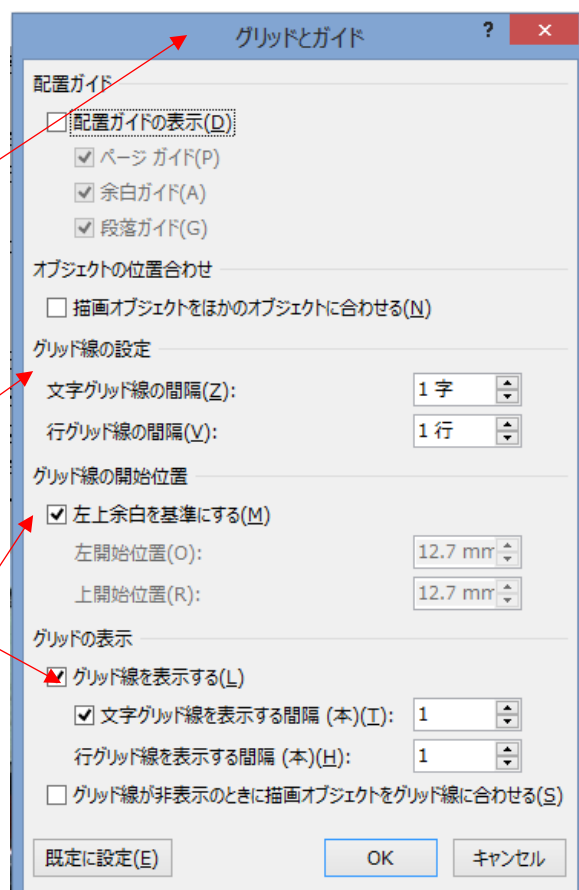 グリッドとガイド ? ×
配置ガイド
配置ガイドの表示(D)
ページ ガイド(P)
余白ガイド(A)
段落ガイド(G)
オブジェクトの位置合わせ
描画オブジェクトをほかのオブジェクトに合わせる(N)
グリッド線の設定
文字グリッド線の間隔(Z): 1 字
行グリッド線の間隔(V): 1 行
グリッド線の開始位置
左上余白を基準にする(M)
左開始位置(O): 12.7 mm
上開始位置(R): 12.7 mm
グリッドの表示
グリッド線を表示する(L)
文字グリッド線を表示する間隔 (本)(T): 1
行グリッド線を表示する間隔 (本)(H): 1
グリッド線が非表示のときに描画オブジェクトをグリッド線に合わせる(S)
既定に設定(E) OK キャンセル